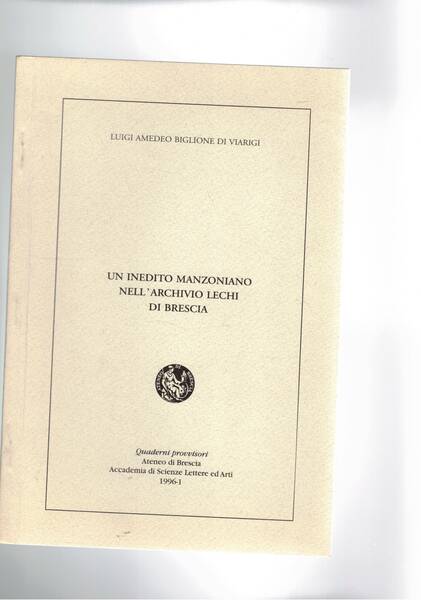 LUIGI AMEDEO BIGLIONE DI VIARIGI
UN INEDITO MANZONIANO
NELL'ARCHIVIO LECHI
DI BRESCIA
Quaderni provvisori
Ateneo di Brescia
Accademia di Scienze Lettere ed Arti
1996-I